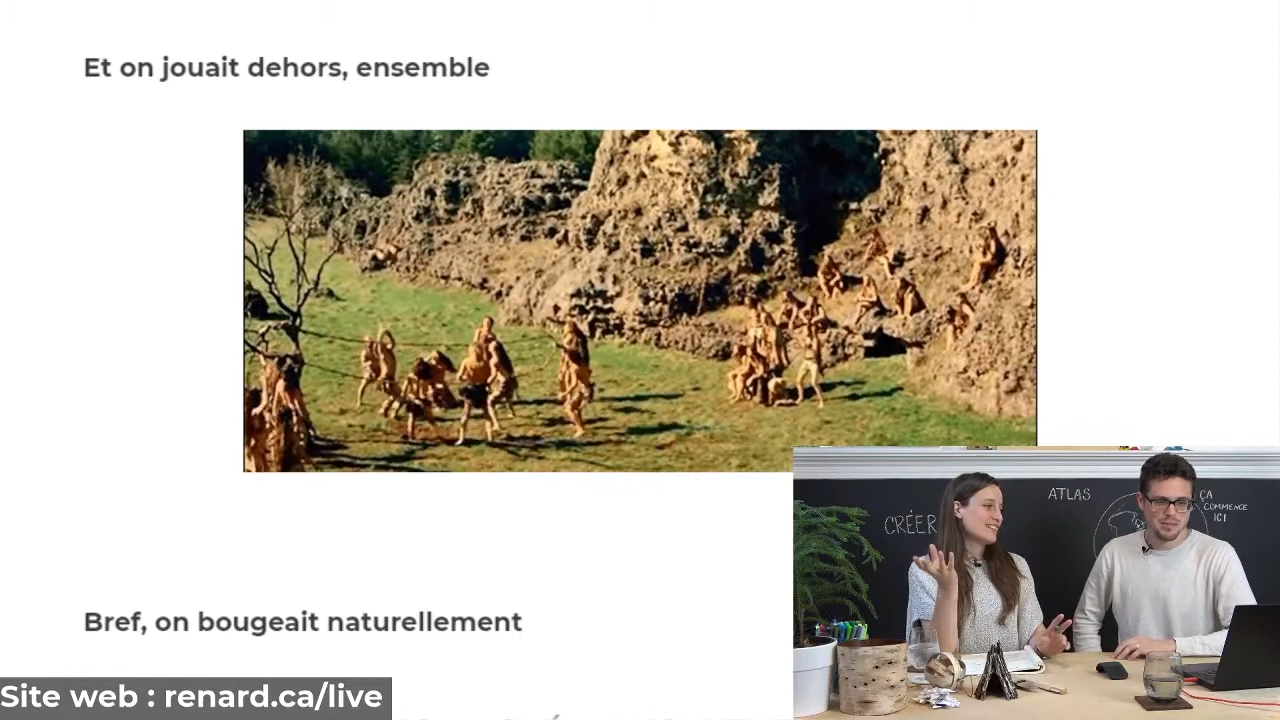 Et on jouait dehors, ensemble
ATLAS
CRÉER
ÇA
COMMENCE
ICI
Bref, on bougeait naturellement
Site web : renard.ca/live